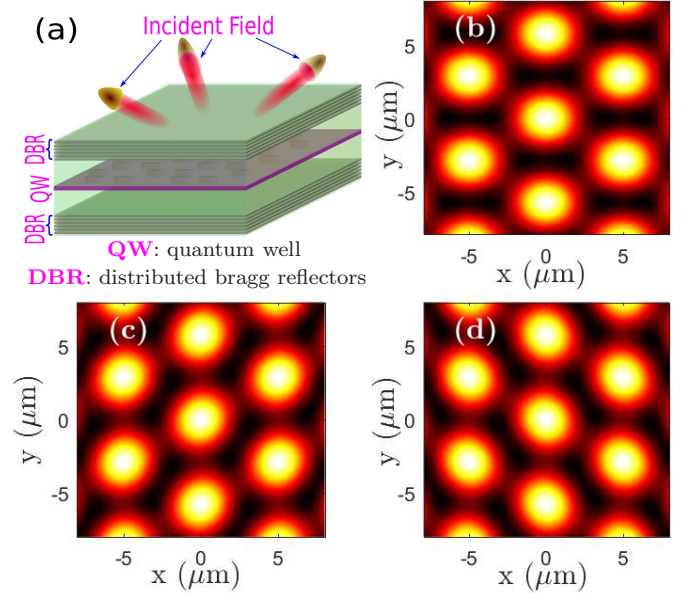 (a)
Incident Field
DBR
QW
DBR
QW: quantum well
DBR: distributed bragg reflectors
(b)
y (μm)
5
0
-5
-5
0
5
x (μm)
(c)
y (μm)
5
0
-5
-5
0
5
x (μm)
(d)
y (μm)
5
0
-5
-5
0
5
x (μm)